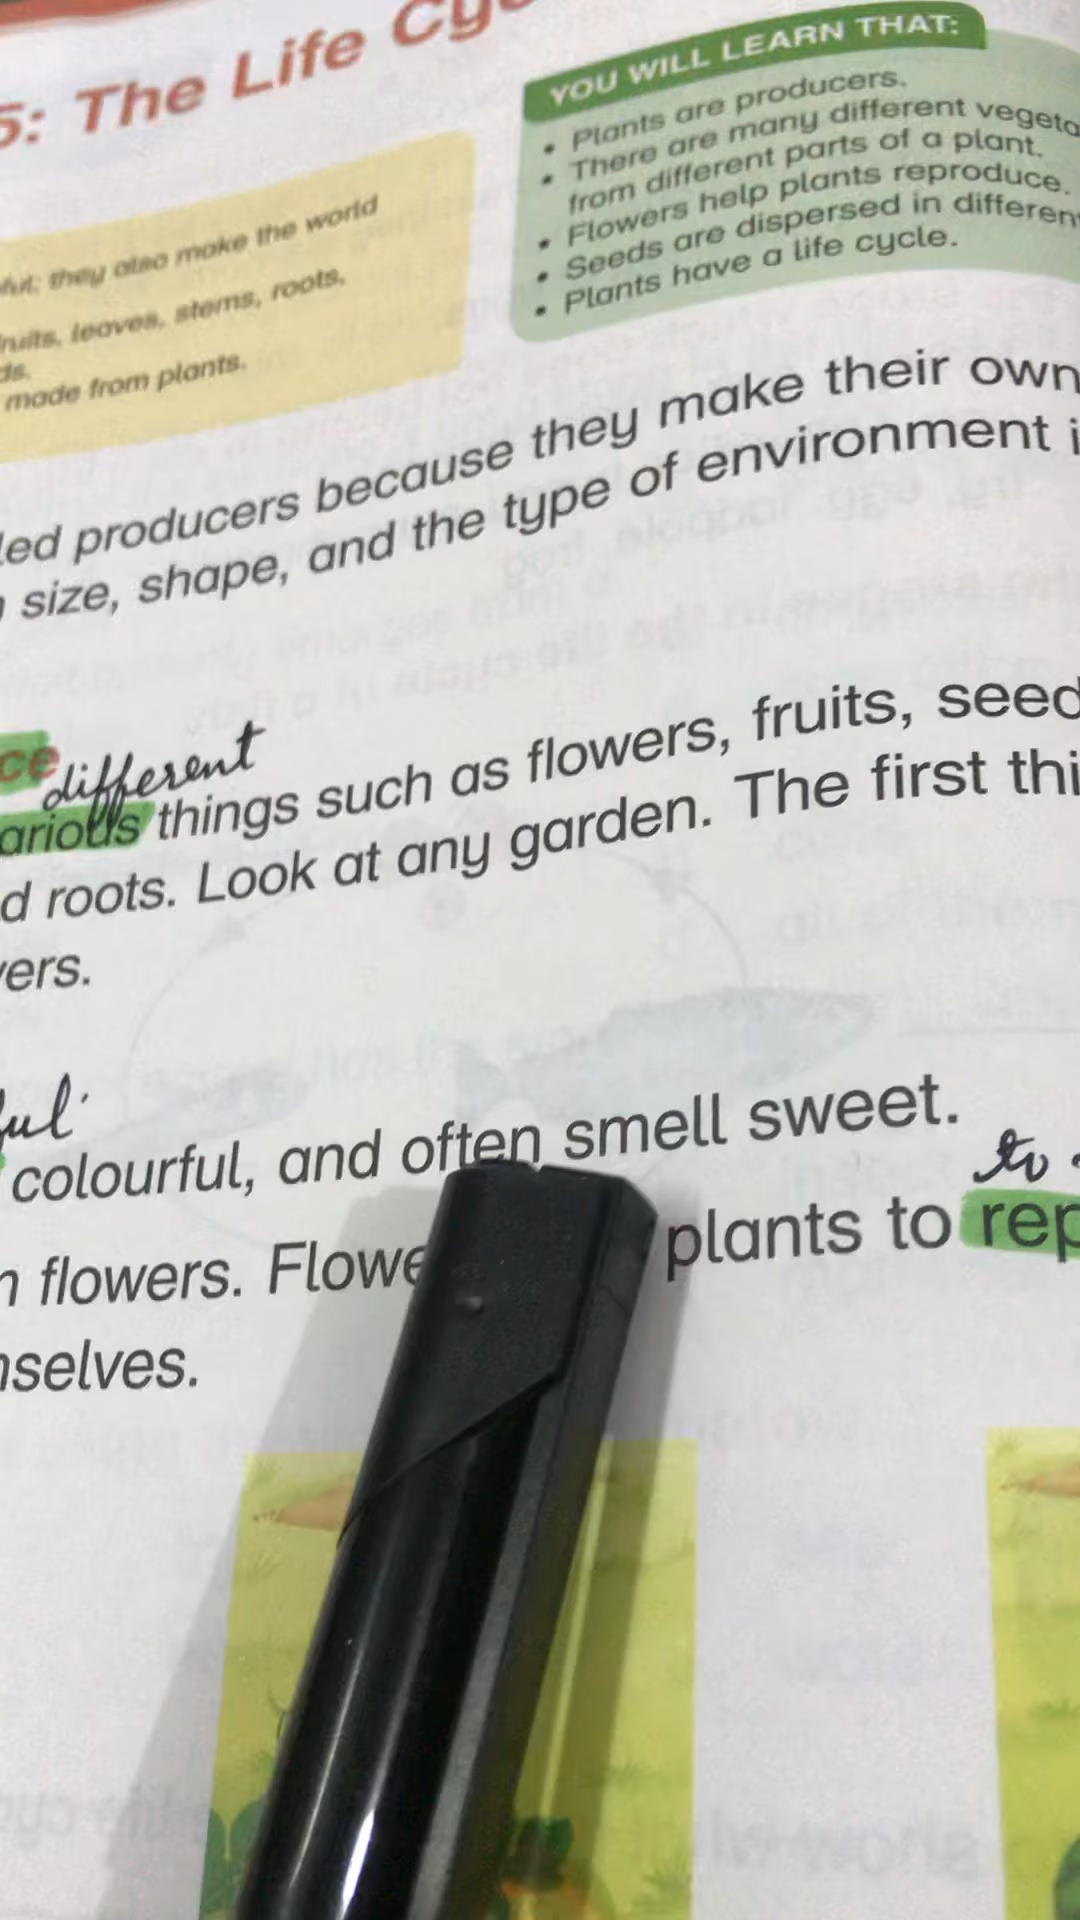 5: The Life Cy
YOU WILL LEARN THAT:
• Plants are producers.
• There are many different vegeta
from different parts of a plant.
• Flowers help plants reproduce.
• Seeds are dispersed in differen
• Plants have a life cycle.
they also make the world
leaves, stems, roots,
made from plants.
led producers because they make their own
size, shape, and the type of environment i
different
arious things such as flowers, fruits, seed
d roots. Look at any garden. The first thi
ers.
ful
colourful, and often smell sweet.
to
n flowers. Flowe plants to rep
nselves.